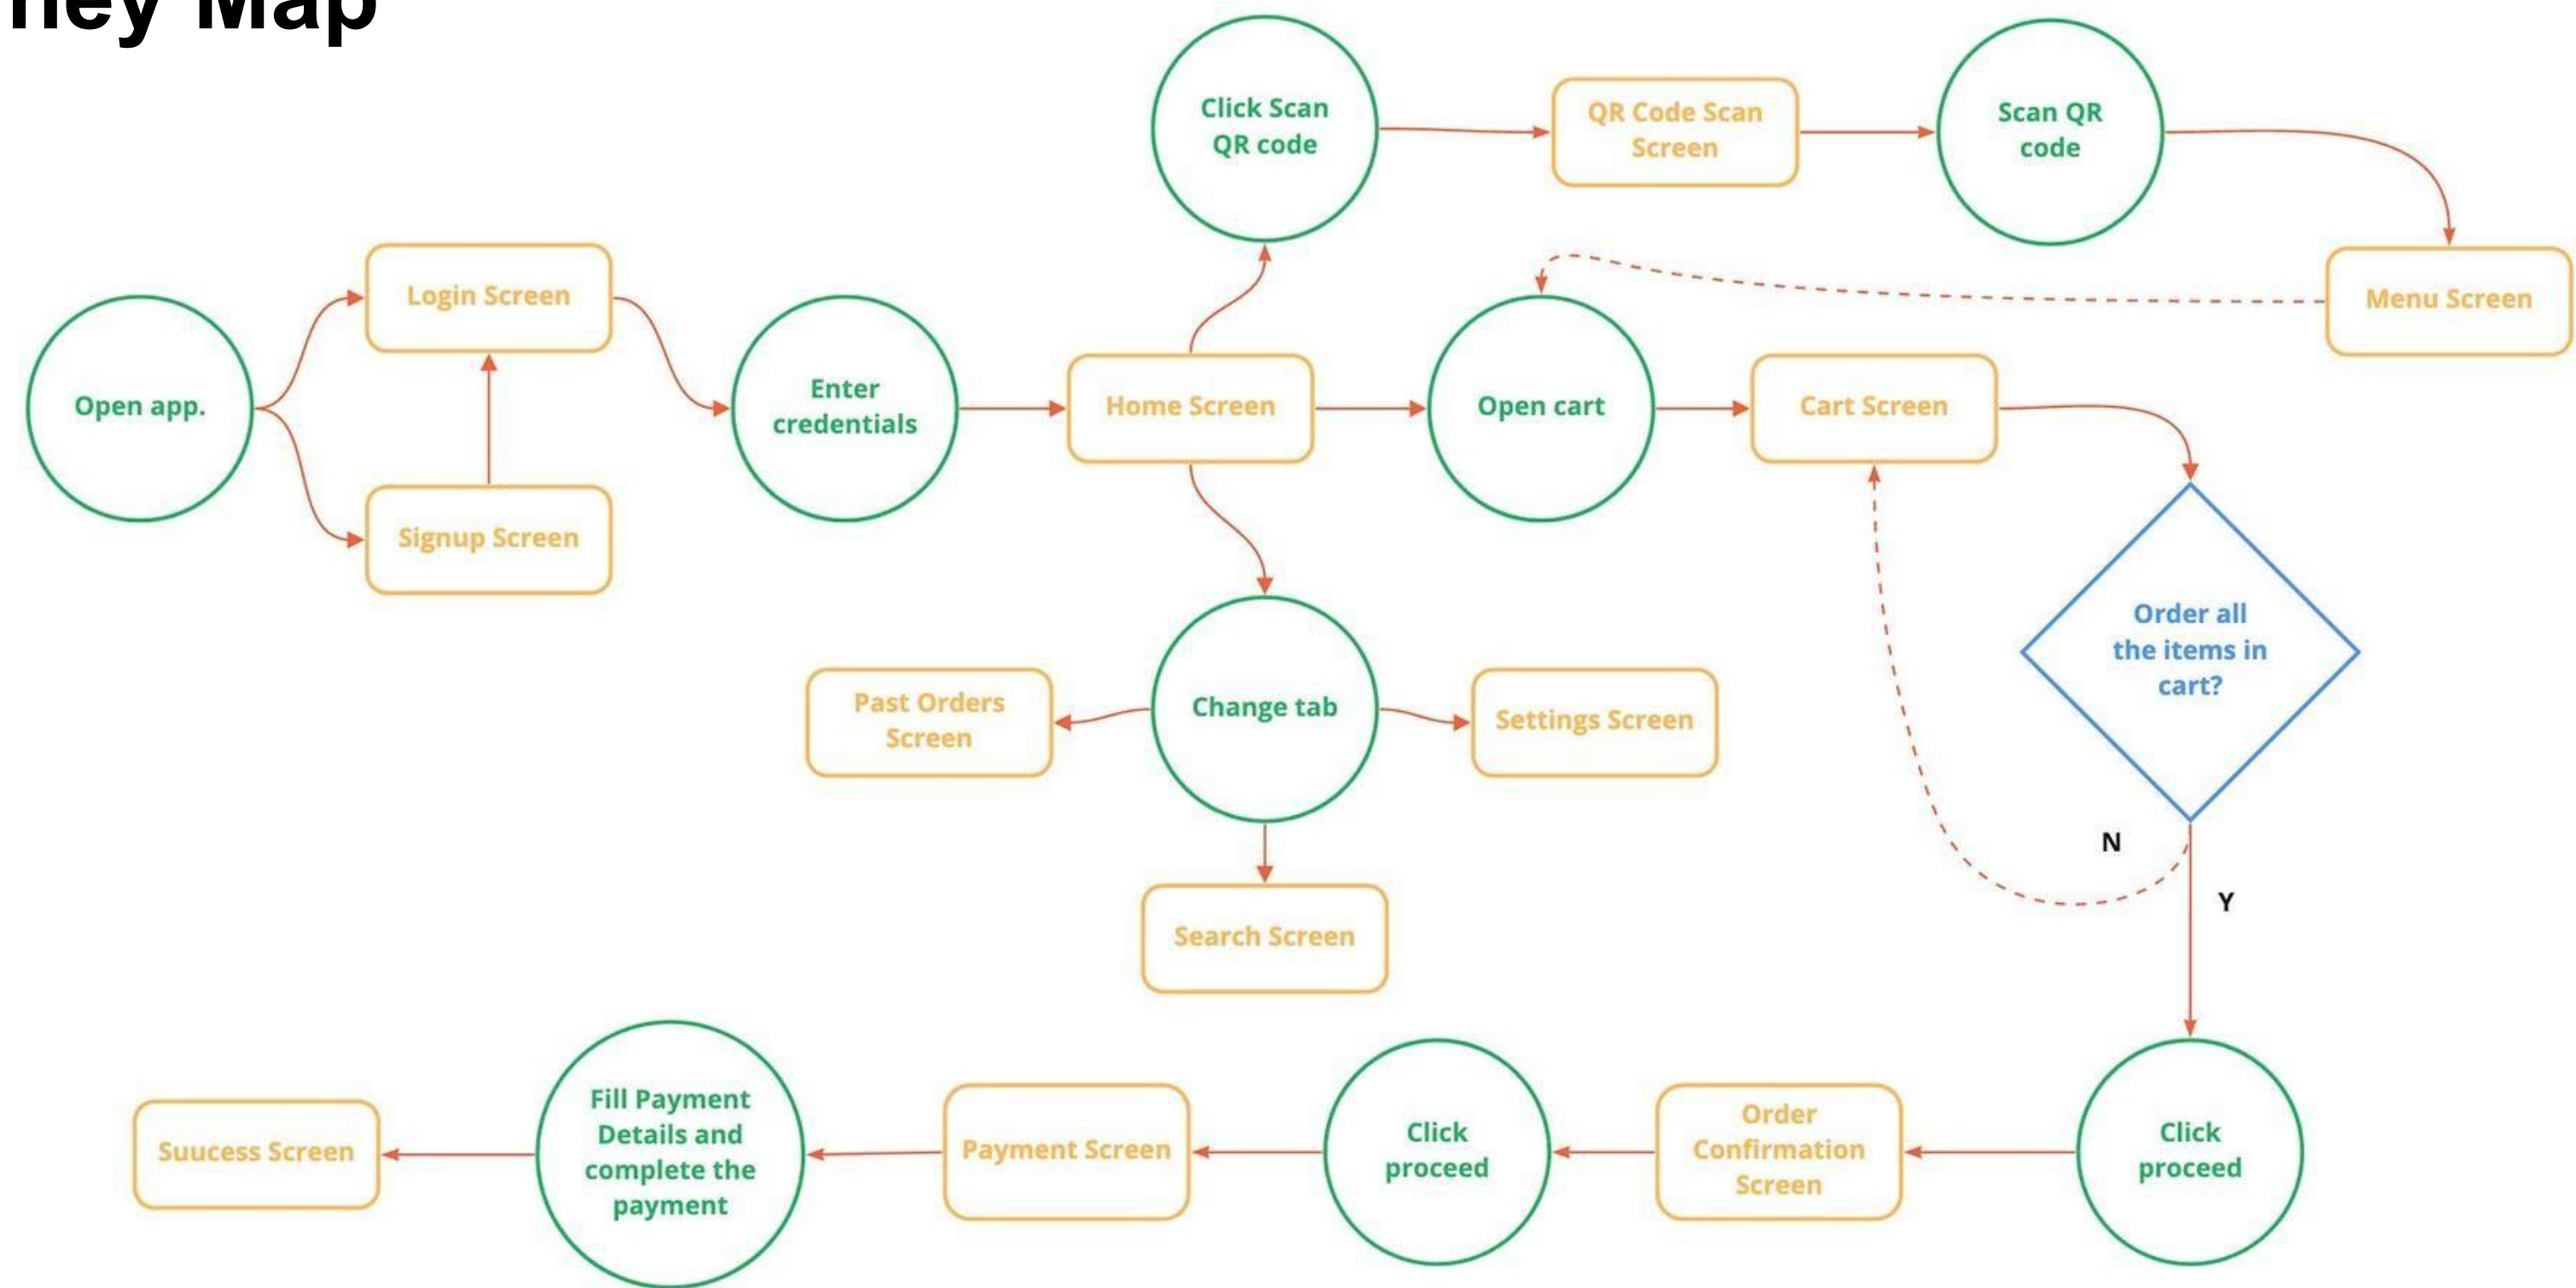 ney Map
Click Scan
QR code
QR Code Scan
Screen
Scan QR
code
Login Screen
Menu Screen
Open app.
Enter
credentials
Home Screen
Open cart
Cart Screen
Signup Screen
Order all
the items in
cart?
Past Orders
Screen
Change tab
Settings Screen
N
Y
Search Screen
Suucess Screen
Fill Payment
Details and
complete the
payment
Payment Screen
Click
proceed
Order
Confirmation
Screen
Click
proceed